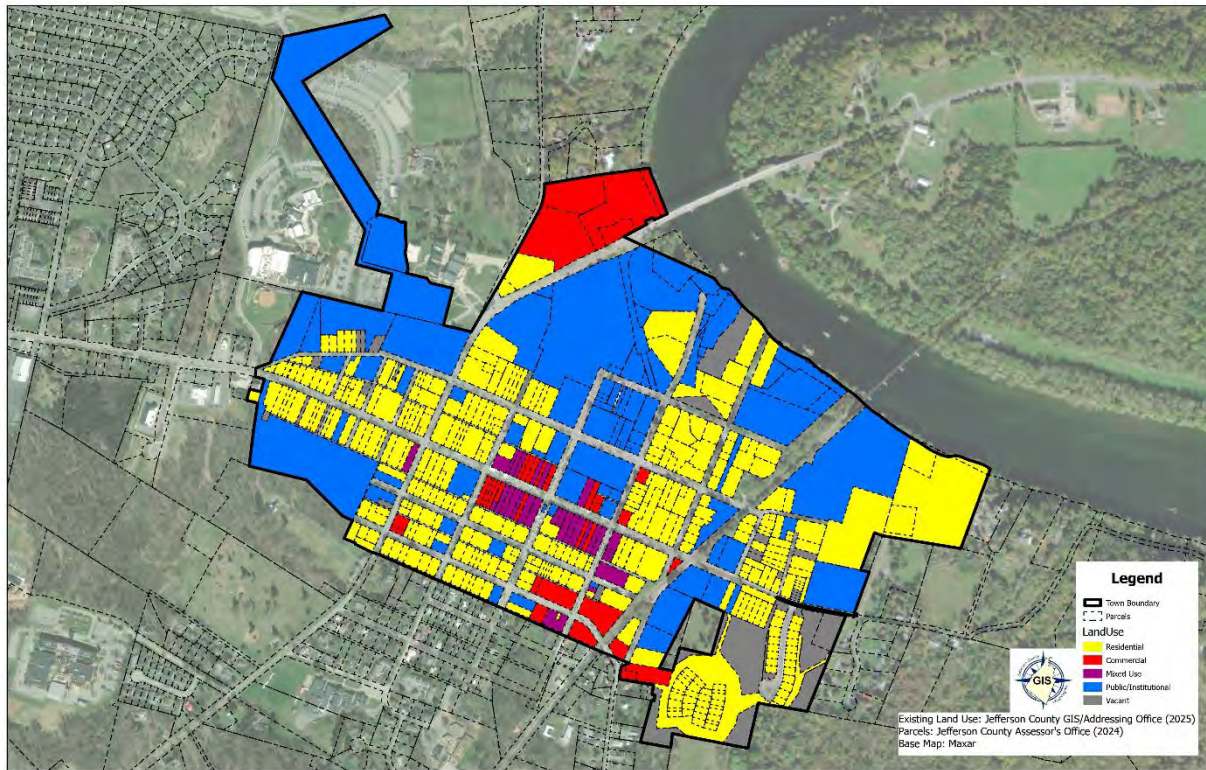 Legend
Town Boundary
Parcels
LandUse
Residential
Commercial
Mixed Use
Public/Institutional
Vacant
GIS
Existing Land Use: Jefferson County GIS/Addressing Office (2025)
Parcels: Jefferson County Assessor's Office (2024)
Base Map: Maxar